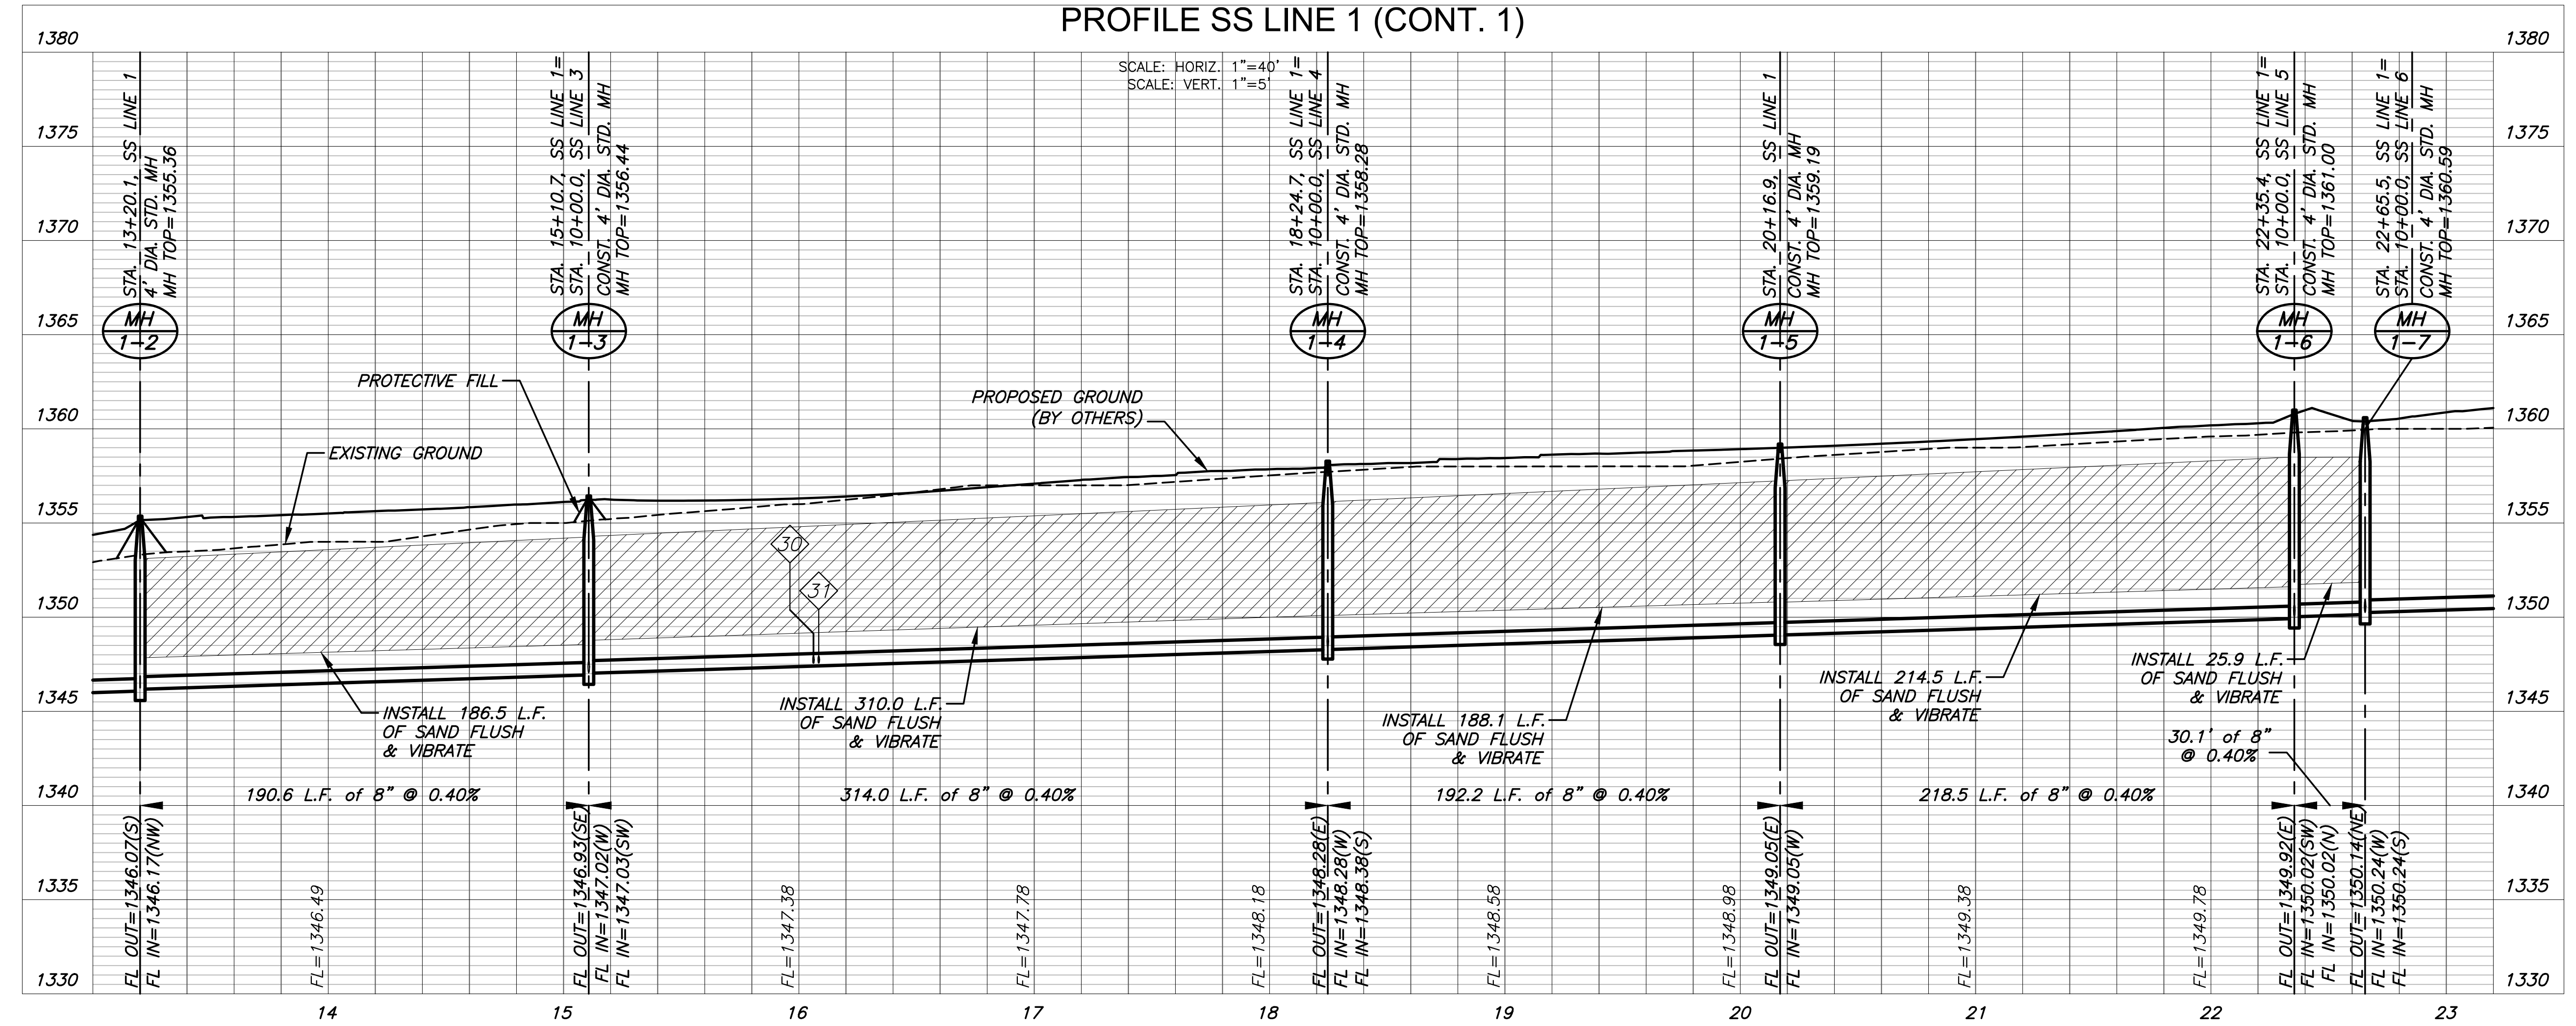 PROFILE SS LINE 1 (CONT. 1)
SCALE: HORIZ. 1"=40'
SCALE: VERT. 1"=5'
1380
1375
1370
1365
1360
1355
1350
1345
1340
1335
1330
1380
1375
1370
1365
1360
1355
1350
1345
1340
1335
1330
STA. 13+20.1, SS LINE 1
4' DIA. STD. MH
MH TOP=1355.36
STA. 15+10.7, SS LINE 1=
STA. 10+00.0, SS LINE 3
CONST. 4' DIA. STD. MH
MH TOP=1356.44
STA. 18+24.7, SS LINE 1=
STA. 10+00.0, SS LINE 4
CONST. 4' DIA. STD. MH
MH TOP=1358.28
STA. 20+16.9, SS LINE 1
CONST. 4' DIA. MH
MH TOP=1359.19
STA. 22+35.4, SS LINE 1=
STA. 10+00.0, SS LINE 5
CONST. 4' DIA. STD. MH
MH TOP=1361.00
STA. 22+65.5, SS LINE 1=
STA. 10+00.0, SS LINE 6
CONST. 4' DIA. STD. MH
MH TOP=1360.59
MH
1-2
MH
1-3
MH
1-4
MH
1-5
MH
1-6
MH
1-7
PROTECTIVE FILL
EXISTING GROUND
PROPOSED GROUND
(BY OTHERS)
30
31
INSTALL 186.5 L.F.
OF SAND FLUSH
& VIBRATE
INSTALL 310.0 L.F.
OF SAND FLUSH
& VIBRATE
INSTALL 188.1 L.F.
OF SAND FLUSH
& VIBRATE
INSTALL 214.5 L.F.
OF SAND FLUSH
& VIBRATE
INSTALL 25.9 L.F.
OF SAND FLUSH
& VIBRATE
30.1' of 8"
@ 0.40%
190.6 L.F. of 8" @ 0.40%
314.0 L.F. of 8" @ 0.40%
192.2 L.F. of 8" @ 0.40%
218.5 L.F. of 8" @ 0.40%
FL OUT=1346.07(S)
FL IN=1346.17(NW)
FL=1346.49
FL OUT=1346.93(SE)
FL IN=1347.02(W)
FL IN=1347.03(SW)
FL=1347.38
FL=1347.78
FL=1348.18
FL OUT=1348.28(E)
FL IN=1348.28(W)
FL IN=1348.38(S)
FL=1348.58
FL=1348.98
FL OUT=1349.05(E)
FL IN=1349.05(W)
FL=1349.38
FL=1349.78
FL OUT=1349.92(E)
FL IN=1350.02(SW)
FL IN=1350.02(N)
FL OUT=1350.14(NE)
FL IN=1350.24(W)
FL IN=1350.24(S)
14
15
16
17
18
19
20
21
22
23